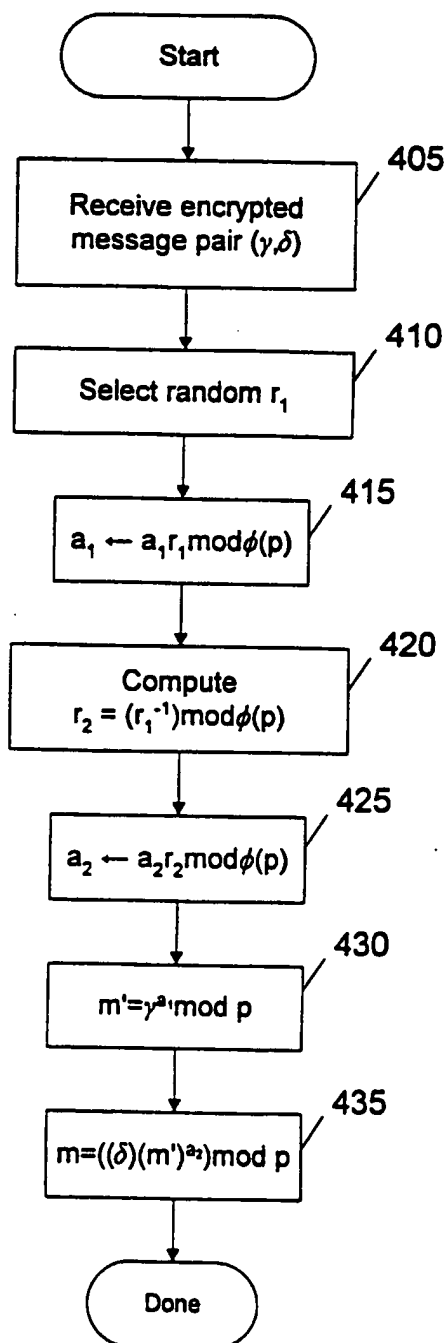 Start
405
Receive encrypted
message pair (γ,δ)
410
Select random r₁
415
a₁ ← a₁r₁modϕ(p)
420
Compute
r₂ = (r₁⁻¹)modϕ(p)
425
a₂ ← a₂r₂modϕ(p)
430
m'=γᵃ¹mod p
435
m=((δ)(m')ᵃ²)mod p
Done